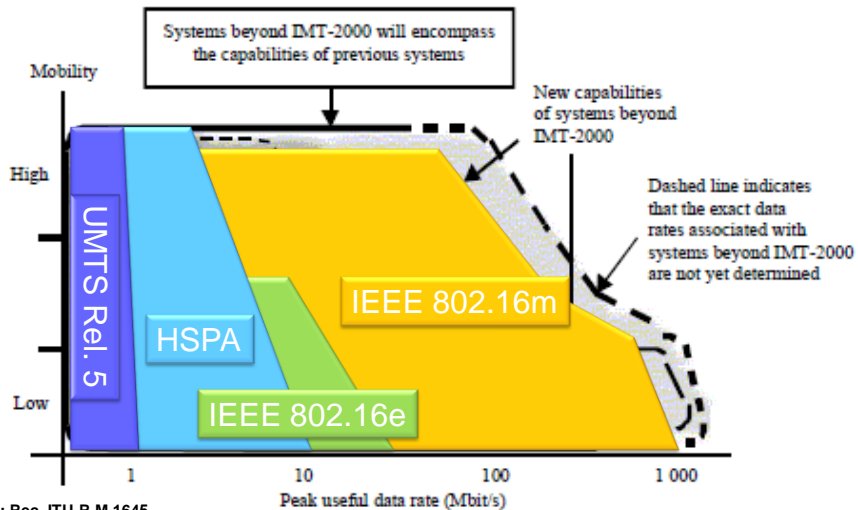 Systems beyond IMT-2000 will encompass
the capabilities of previous systems
Mobility
New capabilities
of systems beyond
IMT-2000
High
Dashed line indicates
that the exact data
rates associated with
systems beyond IMT-2000
are not yet determined
UMTS Rel. 5
IEEE 802.16m
HSPA
IEEE 802.16e
Low
1 10 100 1 000
Peak useful data rate (Mbit/s)
: Rec. ITU-R M.1645